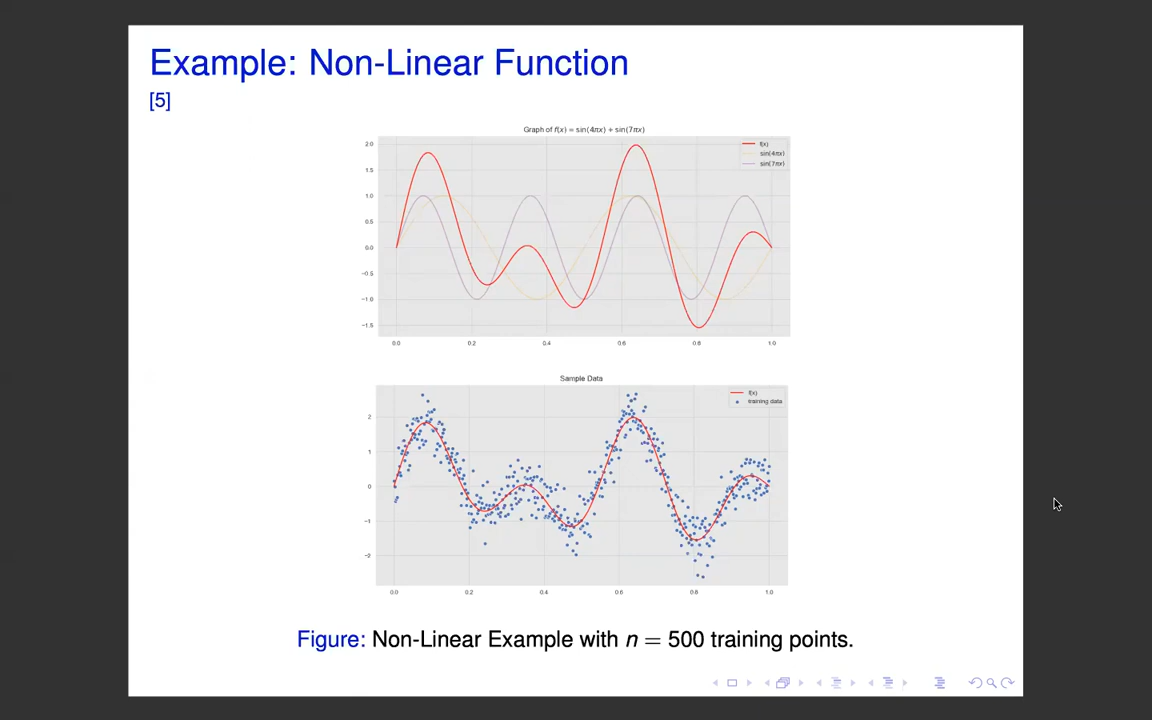 Example: Non-Linear Function
[5]
Graph of f(x) = sin(4πx) + sin(7πx)
f(x)
sin(4πx)
sin(7πx)
2.0
1.5
1.0
0.5
0.0
−0.5
−1.0
−1.5
0.0 0.2 0.4 0.6 0.8 1.0
Sample Data
f(x)
training data
2
1
0
−1
−2
0.0 0.2 0.4 0.6 0.8 1.0
Figure: Non-Linear Example with n = 500 training points.